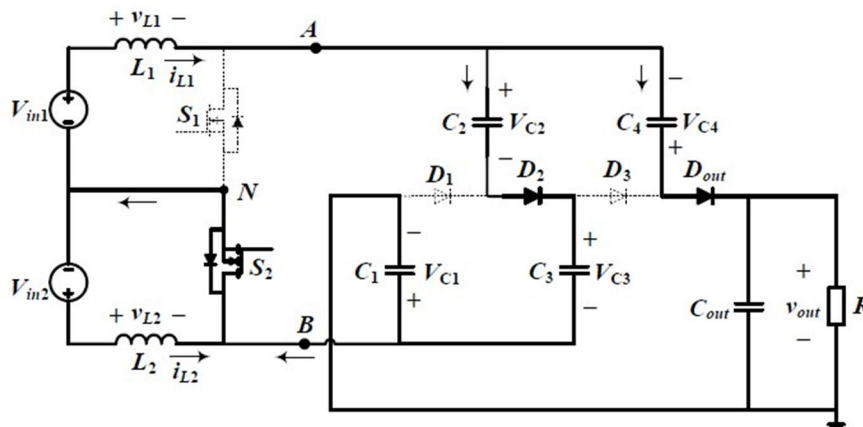 + vL1 −
L1
iL1
A
Vin1
S1
+
C2
VC2
−
−
C4
VC4
+
N
D1
D2
D3
Dout
S2
−
C1
VC1
+
+
C3
VC3
−
Vin2
+ vL2 −
L2
iL2
B
Cout
+
vout
−
R